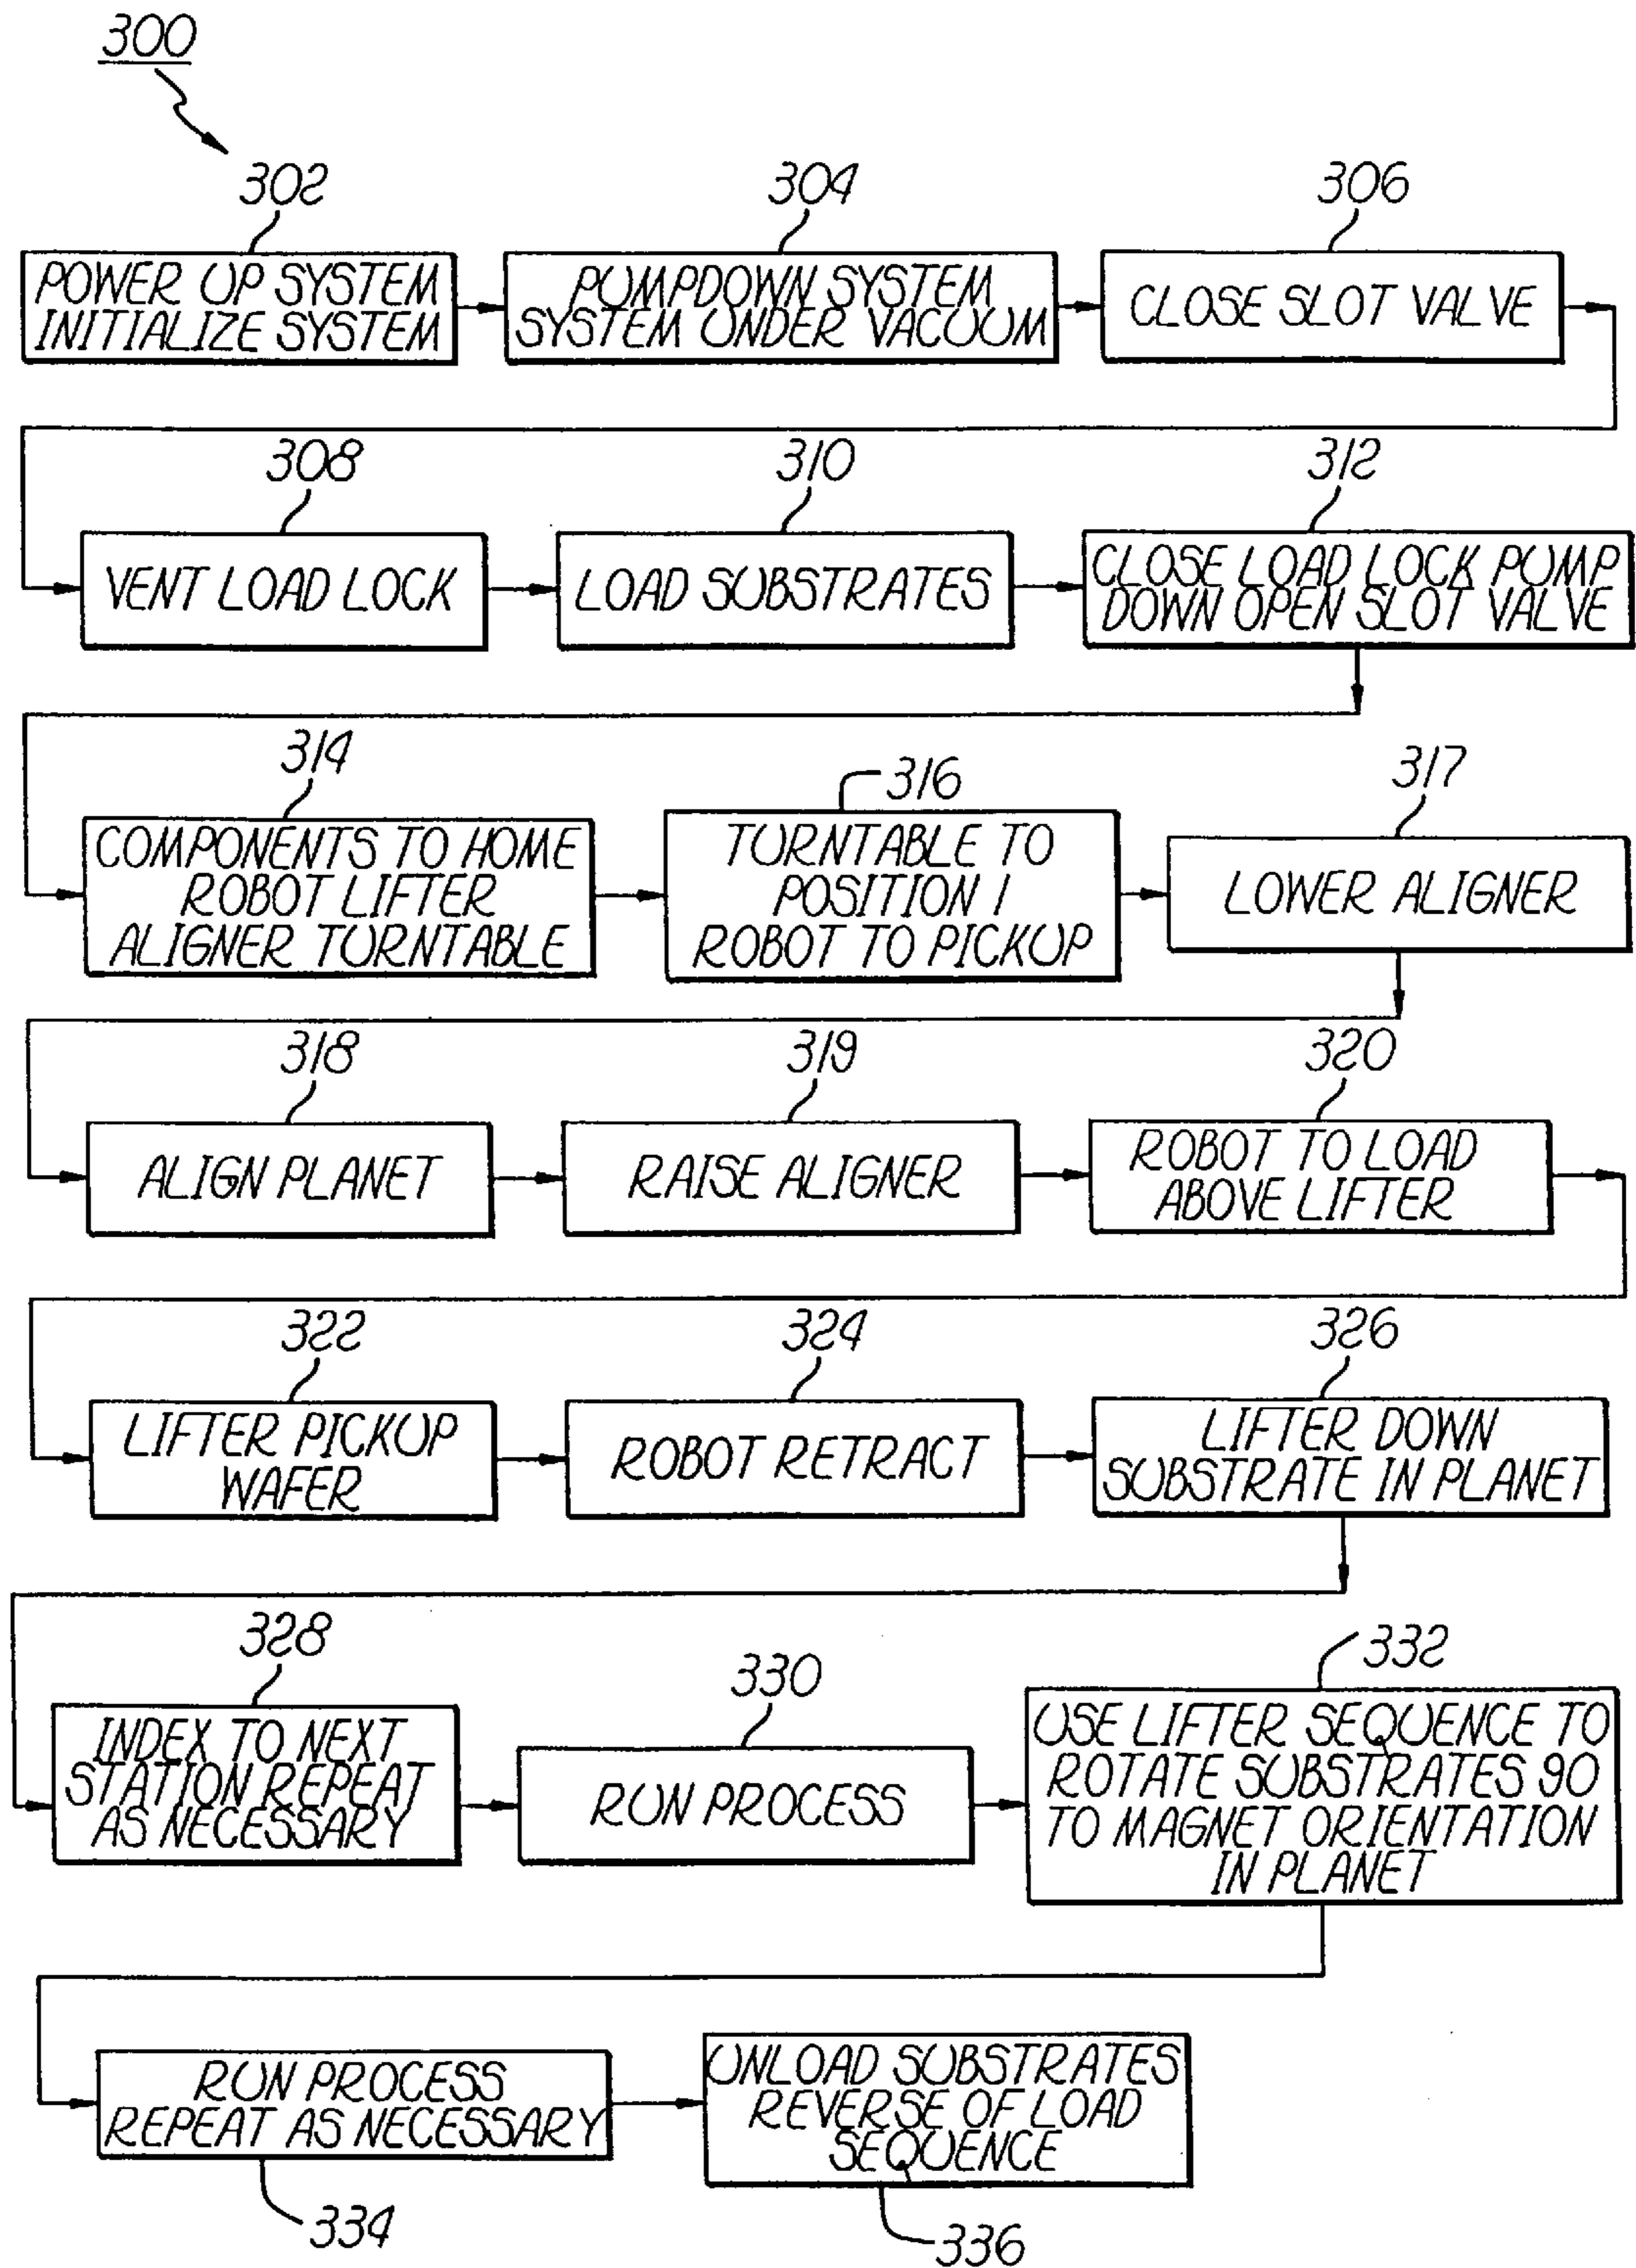 300
302
304
306
POWER UP SYSTEM
INITIALIZE SYSTEM
PUMPDOWN SYSTEM
SYSTEM UNDER VACUUM
CLOSE SLOT VALVE
308
310
312
VENT LOAD LOCK
LOAD SUBSTRATES
CLOSE LOAD LOCK PUMP
DOWN OPEN SLOT VALVE
314
316
317
COMPONENTS TO HOME
ROBOT LIFTER
ALIGNER TURNTABLE
TURNTABLE TO
POSITION 1
ROBOT TO PICKUP
LOWER ALIGNER
318
319
320
ALIGN PLANET
RAISE ALIGNER
ROBOT TO LOAD
ABOVE LIFTER
322
324
326
LIFTER PICKUP
WAFER
ROBOT RETRACT
LIFTER DOWN
SUBSTRATE IN PLANET
328
330
332
INDEX TO NEXT
STATION REPEAT
AS NECESSARY
RUN PROCESS
USE LIFTER SEQUENCE TO
ROTATE SUBSTRATES 90
TO MAGNET ORIENTATION
IN PLANET
RUN PROCESS
REPEAT AS NECESSARY
UNLOAD SUBSTRATES
REVERSE OF LOAD
SEQUENCE
334
336